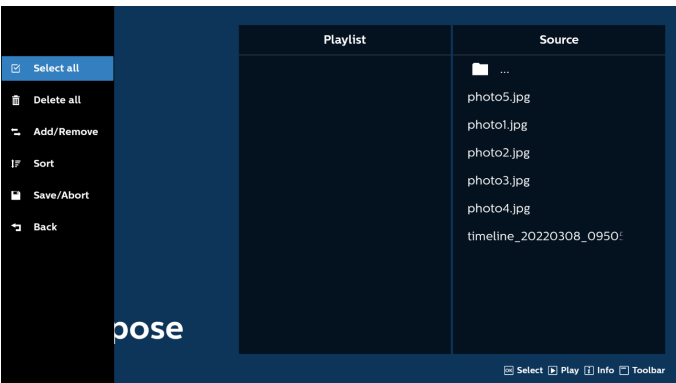 Select all
Delete all
Add/Remove
Sort
Save/Abort
Back
pose
Playlist
Source
...
photo5.jpg
photo1.jpg
photo2.jpg
photo3.jpg
photo4.jpg
timeline_20220308_0950
OK Select Play i Info Toolbar